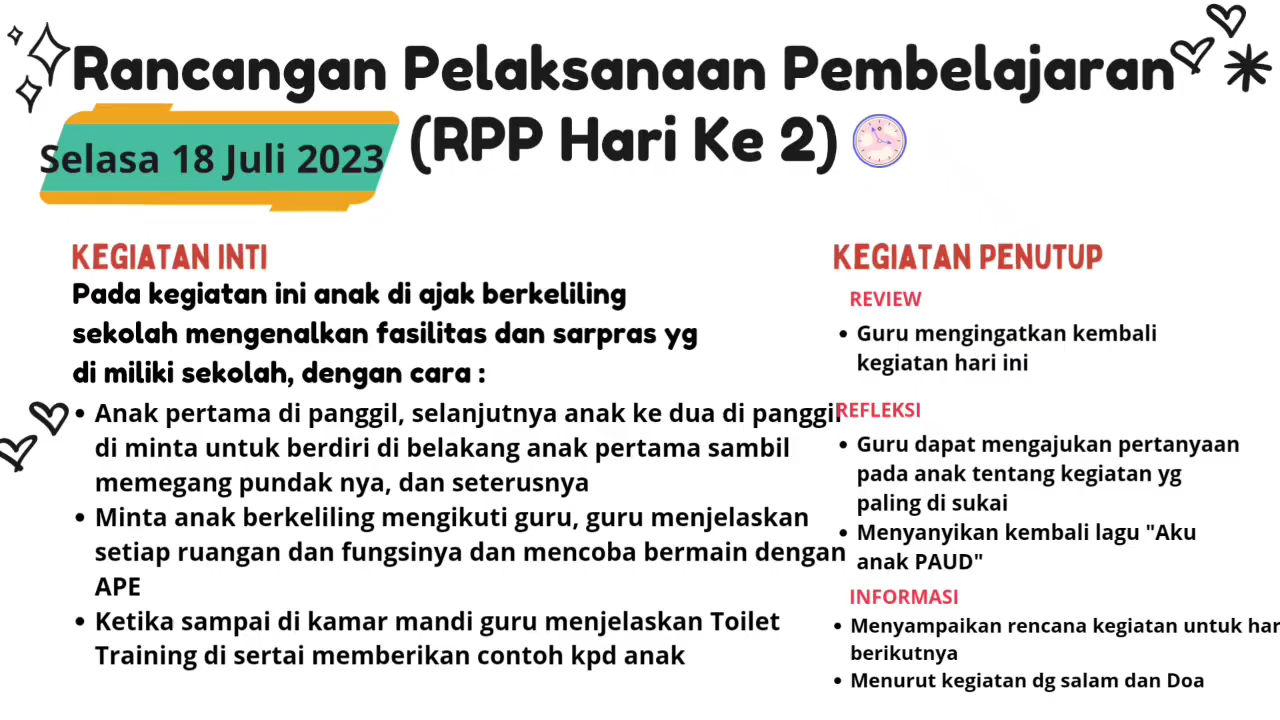 Rancangan Pelaksanaan Pembelajaran
(RPP Hari Ke 2)
Selasa 18 Juli 2023
KEGIATAN INTI
Pada kegiatan ini anak di ajak berkeliling
sekolah mengenalkan fasilitas dan sarpras yg
di miliki sekolah, dengan cara :
• Anak pertama di panggil, selanjutnya anak ke dua di panggil
di minta untuk berdiri di belakang anak pertama sambil
memegang pundak nya, dan seterusnya
• Minta anak berkeliling mengikuti guru, guru menjelaskan
setiap ruangan dan fungsinya dan mencoba bermain dengan
APE
• Ketika sampai di kamar mandi guru menjelaskan Toilet
Training di sertai memberikan contoh kpd anak
KEGIATAN PENUTUP
REVIEW
• Guru mengingatkan kembali
kegiatan hari ini
REFLEKSI
• Guru dapat mengajukan pertanyaan
pada anak tentang kegiatan yg
paling di sukai
• Menyanyikan kembali lagu "Aku
anak PAUD"
INFORMASI
• Menyampaikan rencana kegiatan untuk har
berikutnya
• Menurut kegiatan dg salam dan Doa